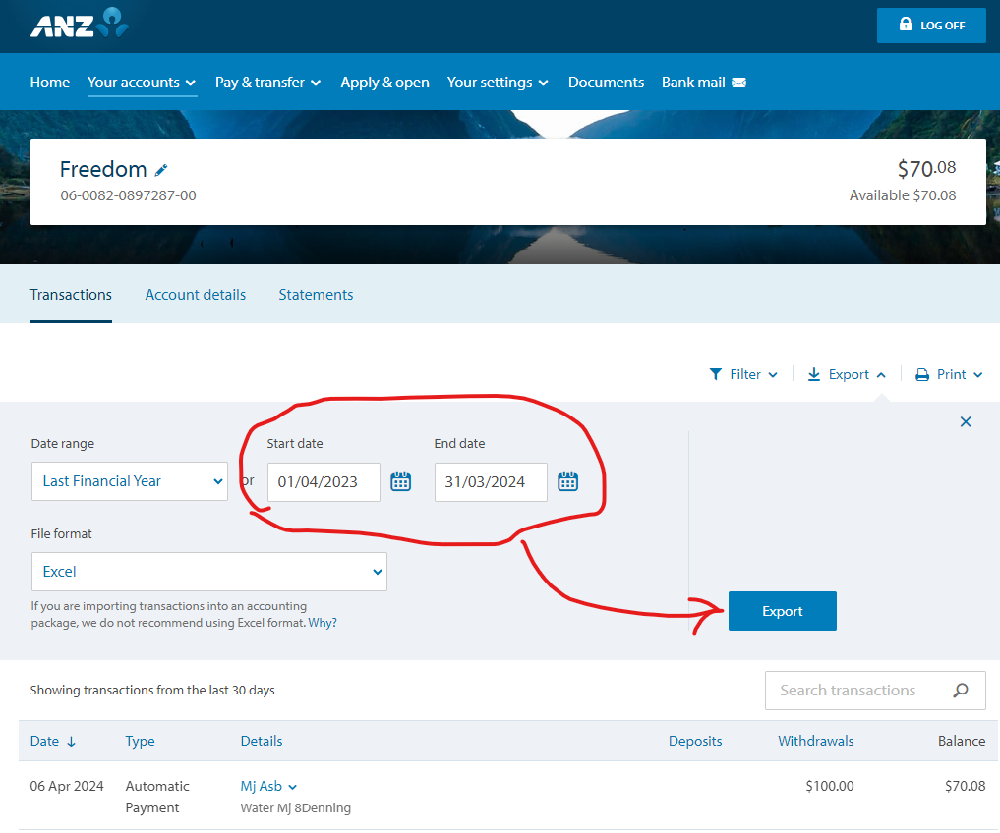 ANZ
LOG OFF
Home Your accounts Pay & transfer Apply & open Your settings Documents Bank mail
Freedom $70.08
06-0082-0897287-00 Available $70.08
Transactions Account details Statements
Filter Export Print
Date range Start date End date
Last Financial Year or 01/04/2023 31/03/2024
File format
Excel
If you are importing transactions into an accounting
package, we do not recommend using Excel format. Why?
Export
Showing transactions from the last 30 days Search transactions
Date Type Details Deposits Withdrawals Balance
06 Apr 2024 Automatic Mj Asb $100.00 $70.08
Payment Water Mj 8Denning